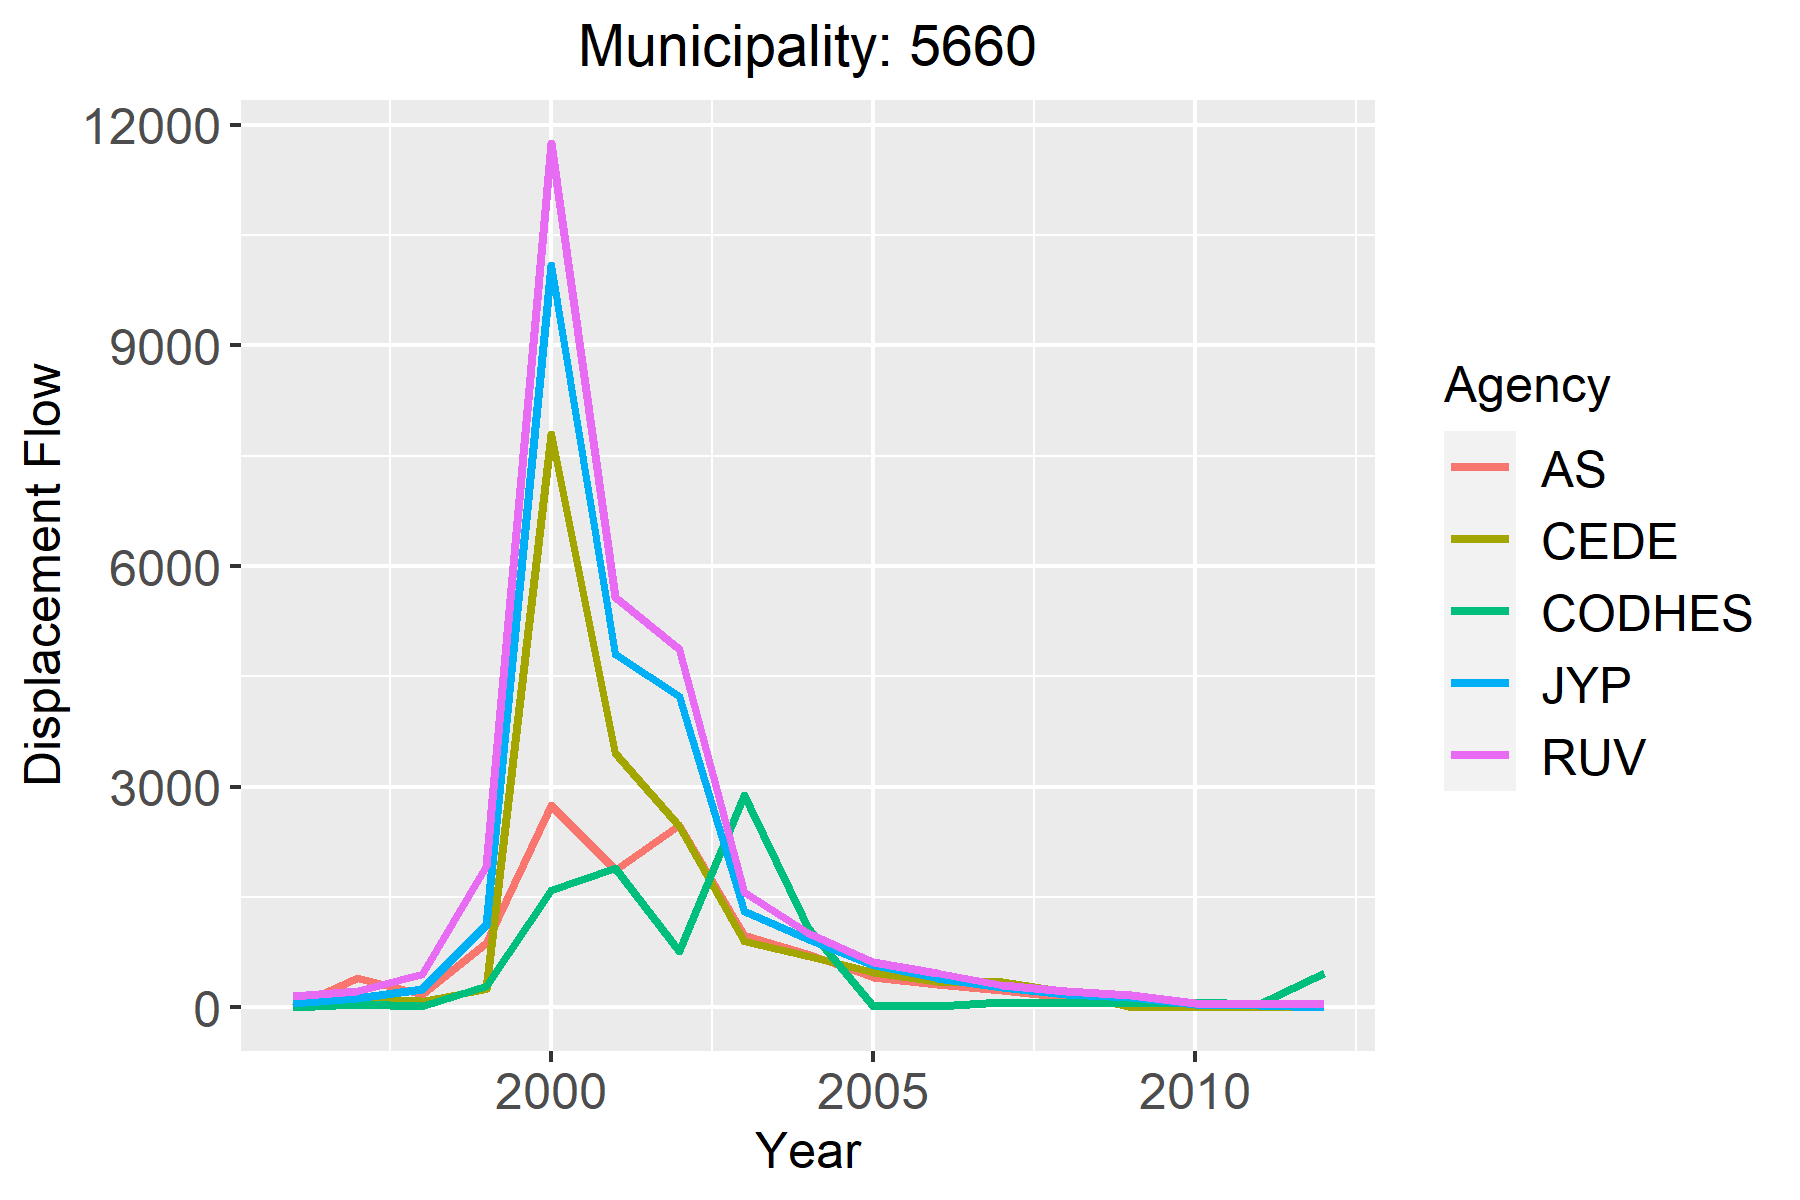 Municipality: 5660
12000
9000
6000
3000
0
Displacement Flow
2000 2005 2010
Year
Agency
AS
CEDE
CODHES
JYP
RUV